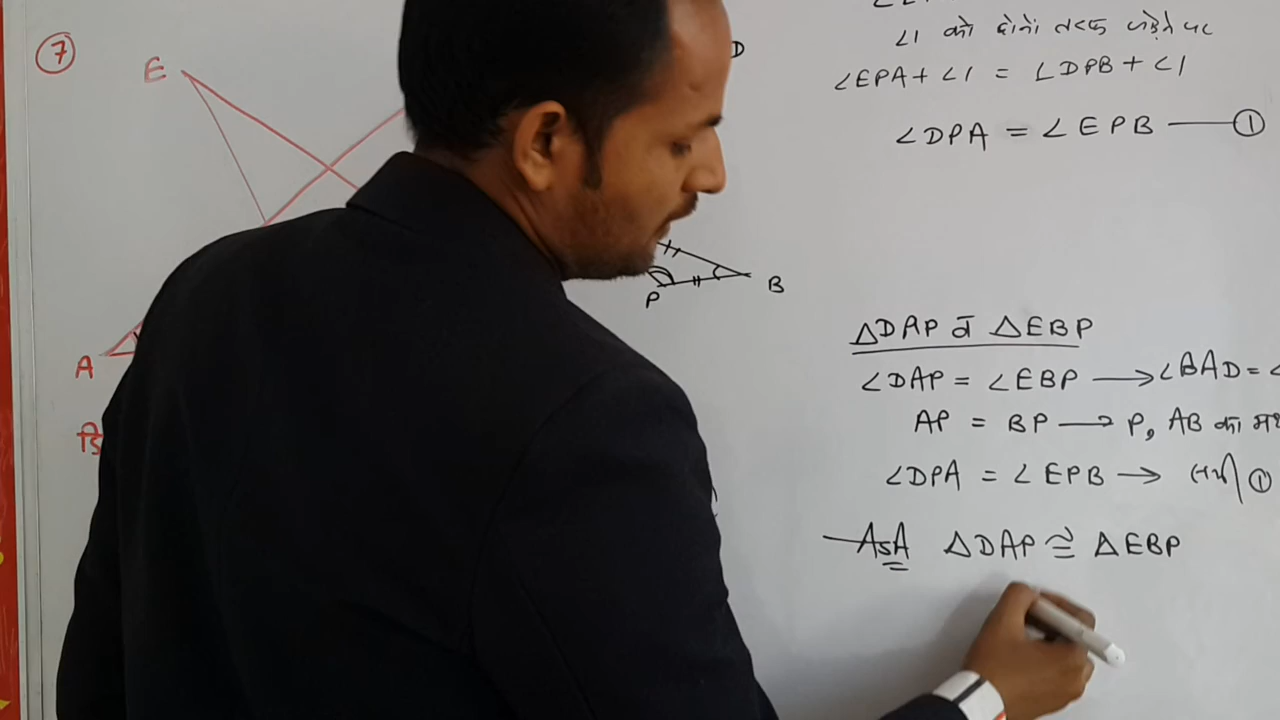 7
E
D
∠1 को दोनो तरफ जोड़ने पर
∠EPA + ∠1 = ∠DPB + ∠1
∠DPA = ∠EPB —— ①
P
B
A
ΔDAP व ΔEBP
∠DAP = ∠EBP → ∠BAD = ∠
AP = BP → P, AB का
∠DPA = ∠EPB → ①
ASA ΔDAP ≅ ΔEBP